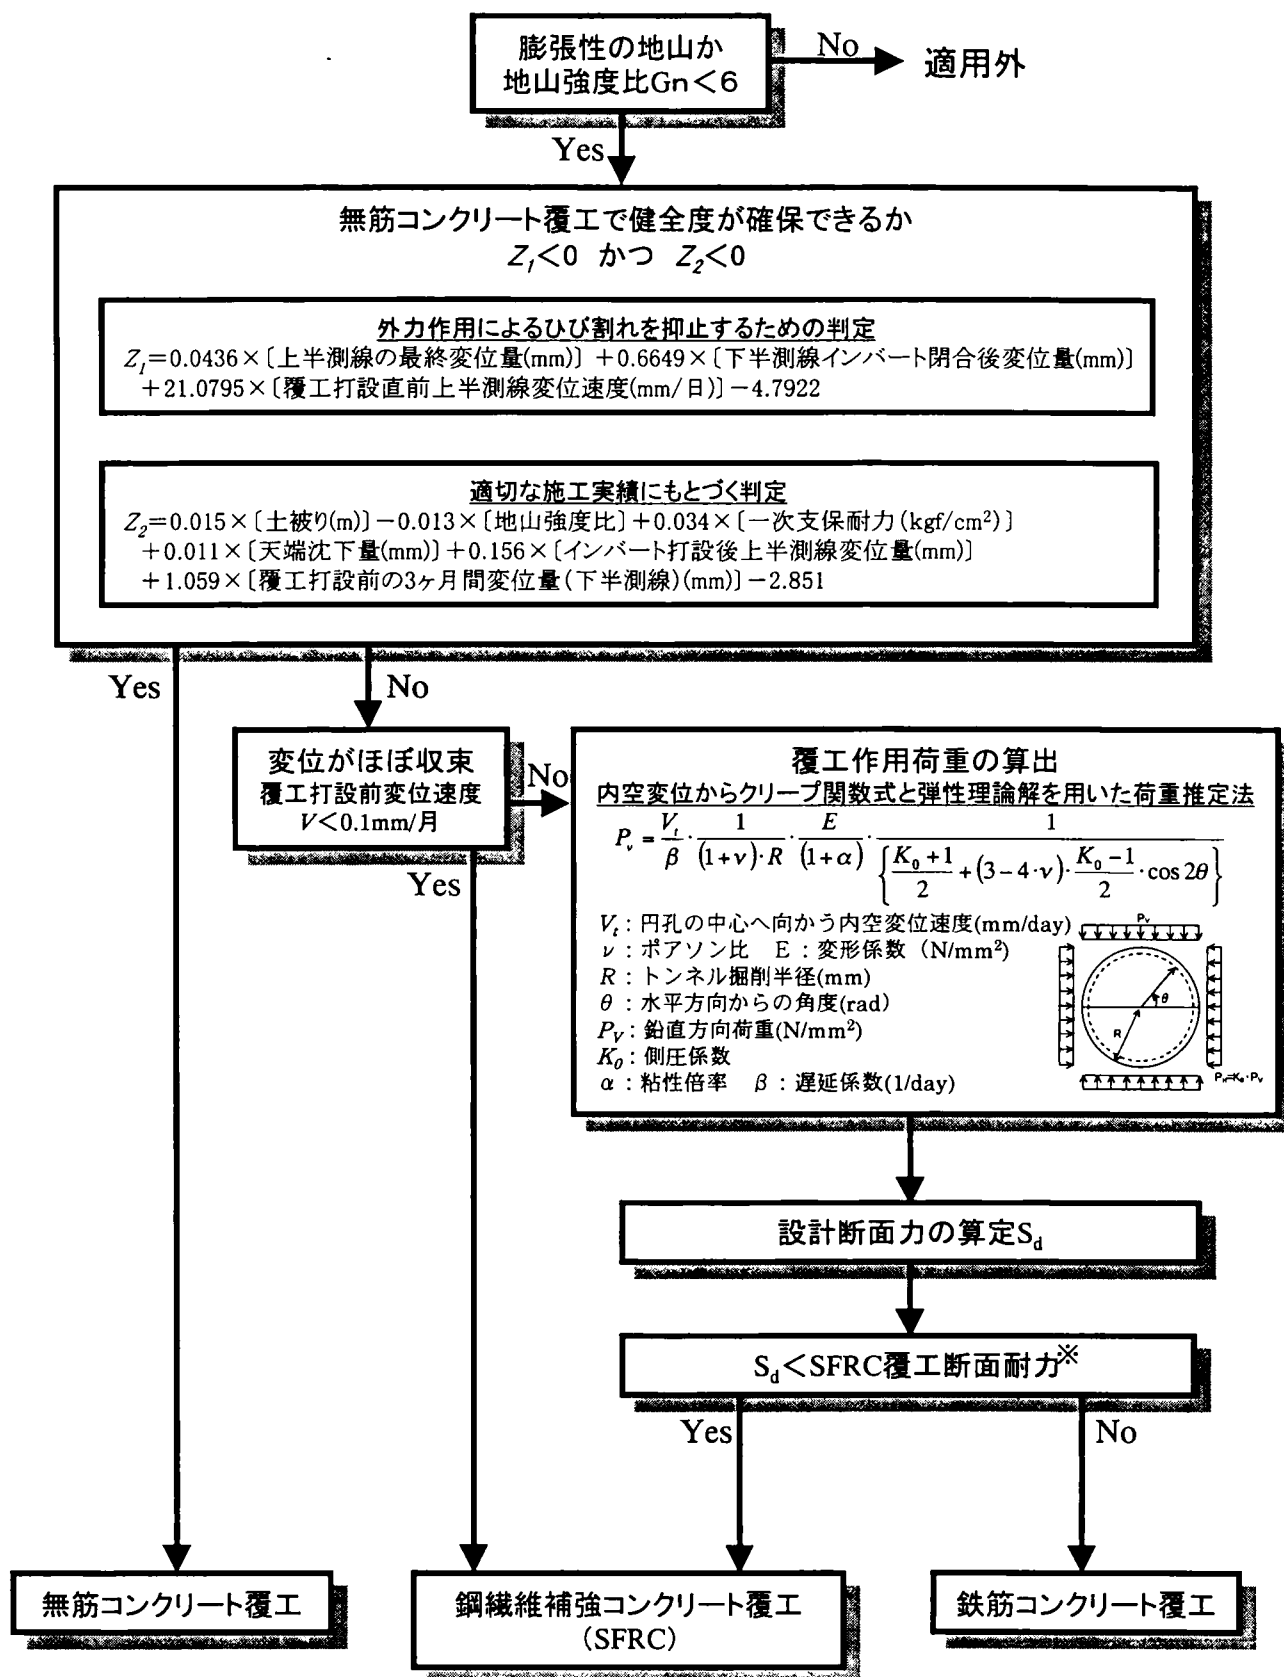 膨張性の地山か
地山強度比Gn<6
No
適用外
Yes
無筋コンクリート覆工で健全度が確保できるか
Z₁<0 かつ Z₂<0
外力作用によるひび割れを抑止するための判定
Z₁=0.0436×〔上半測線の最終変位量(mm)〕+0.6649×〔下半測線インバート閉合後変位量(mm)〕
+21.0795×〔覆工打設直前上半測線変位速度(mm/日)〕−4.7922
適切な施工実績にもとづく判定
Z₂=0.015×〔土被り(m)〕−0.013×〔地山強度比〕+0.034×〔一次支保耐力(kgf/cm²)〕
+0.011×〔天端沈下量(mm)〕+0.156×〔インバート打設後上半測線変位量(mm)〕
+1.059×〔覆工打設前の3ヶ月間変位量(下半測線)(mm)〕−2.851
Yes
No
変位がほぼ収束
覆工打設前変位速度
V<0.1mm/月
No
Yes
覆工作用荷重の算出
内空変位からクリープ関数式と弾性理論解を用いた荷重推定法
P_v = V_t/β · 1/((1+ν)·R) · E/(1+α) · 1/{(K₀+1)/2 + (3−4·ν)·(K₀−1)/2·cos2θ}
V_t:円孔の中心へ向かう内空変位速度(mm/day)
ν:ポアソン比 E:変形係数(N/mm²)
R:トンネル掘削半径(mm)
θ:水平方向からの角度(rad)
P_V:鉛直方向荷重(N/mm²)
K₀:側圧係数
α:粘性倍率 β:遅延係数(1/day)
P_v
θ
R
P_h=K₀·P_v
設計断面力の算定S_d
S_d<SFRC覆工断面耐力※
Yes
No
無筋コンクリート覆工
鋼繊維補強コンクリート覆工
(SFRC)
鉄筋コンクリート覆工